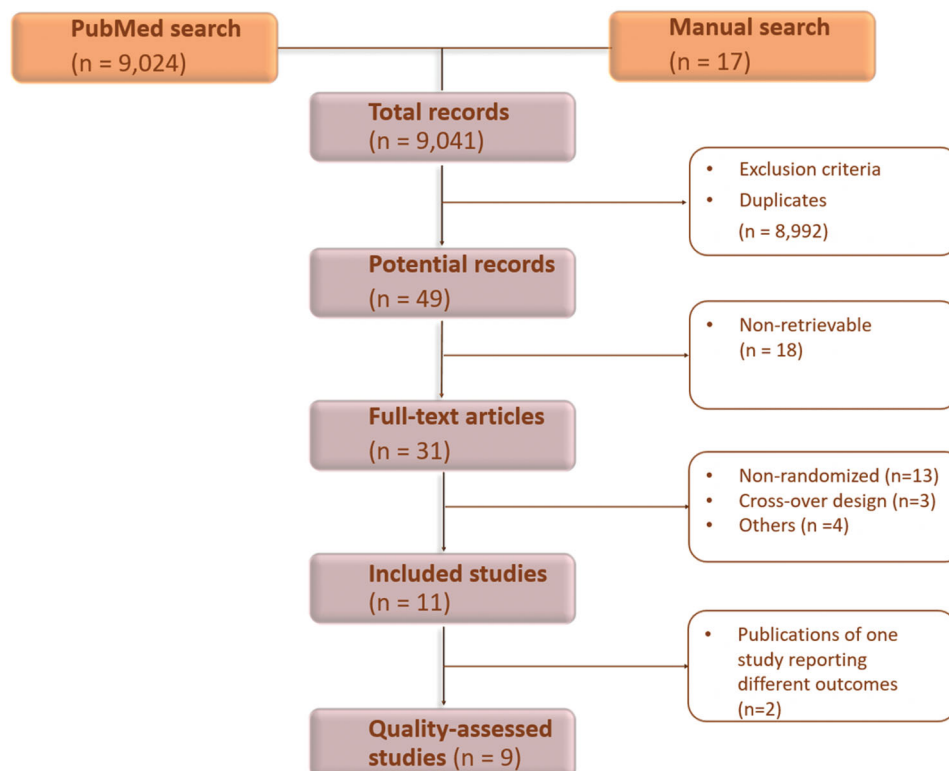 PubMed search
(n = 9,024)
Manual search
(n = 17)
Total records
(n = 9,041)
• Exclusion criteria
• Duplicates
(n = 8,992)
Potential records
(n = 49)
• Non-retrievable
(n = 18)
Full-text articles
(n = 31)
• Non-randomized (n=13)
• Cross-over design (n=3)
• Others (n =4)
Included studies
(n = 11)
• Publications of one
study reporting
different outcomes
(n=2)
Quality-assessed
studies (n = 9)